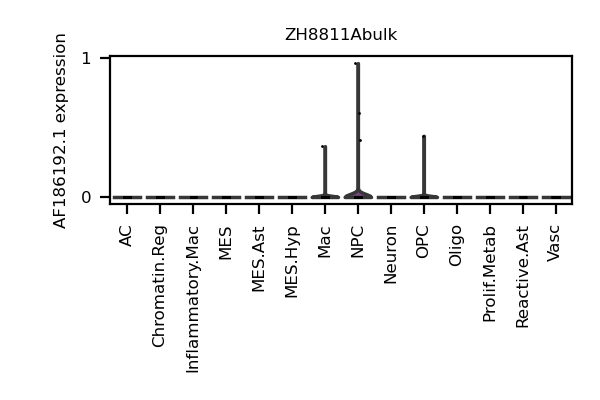 ZH8811Abulk
AF186192.1 expression
1
0
AC
Chromatin.Reg
Inflammatory.Mac
MES
MES.Ast
MES.Hyp
Mac
NPC
Neuron
OPC
Oligo
Prolif.Metab
Reactive.Ast
Vasc